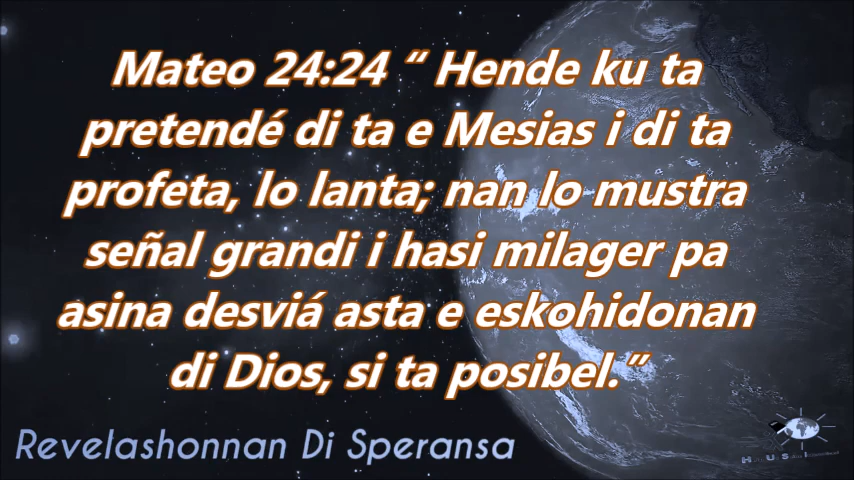 Mateo 24:24 “ Hende ku ta
pretendé di ta e Mesias i di ta
profeta, lo lanta; nan lo mustra
señal grandi i hasi milager pa
asina desviá asta e eskohidonan
di Dios, si ta posibel.”
Revelashonnan Di Speransa